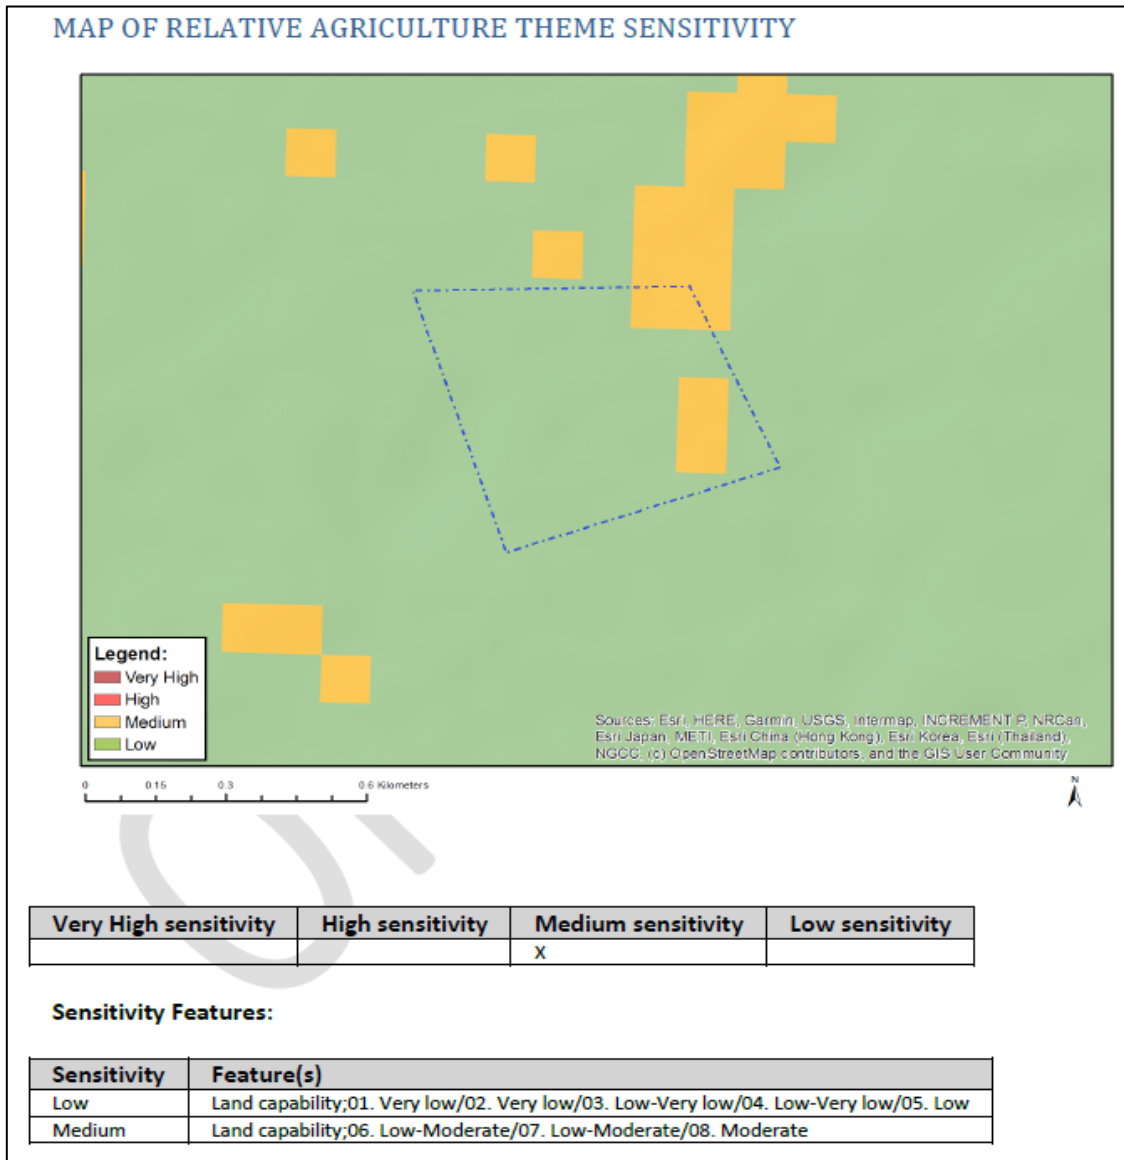 MAP OF RELATIVE AGRICULTURE THEME SENSITIVITY
Legend:
Very High
High
Medium
Low
Sources: Esri, HERE, Garmin, USGS, Intermap, INCREMENT P, NRCan,
Esri Japan, METI, Esri China (Hong Kong), Esri Korea, Esri (Thailand),
NGCC, (c) OpenStreetMap contributors, and the GIS User Community
0 0.15 0.3 0.6 Kilometers
N
Very High sensitivity High sensitivity Medium sensitivity Low sensitivity
X
Sensitivity Features:
Sensitivity Feature(s)
Low Land capability;01. Very low/02. Very low/03. Low-Very low/04. Low-Very low/05. Low
Medium Land capability;06. Low-Moderate/07. Low-Moderate/08. Moderate